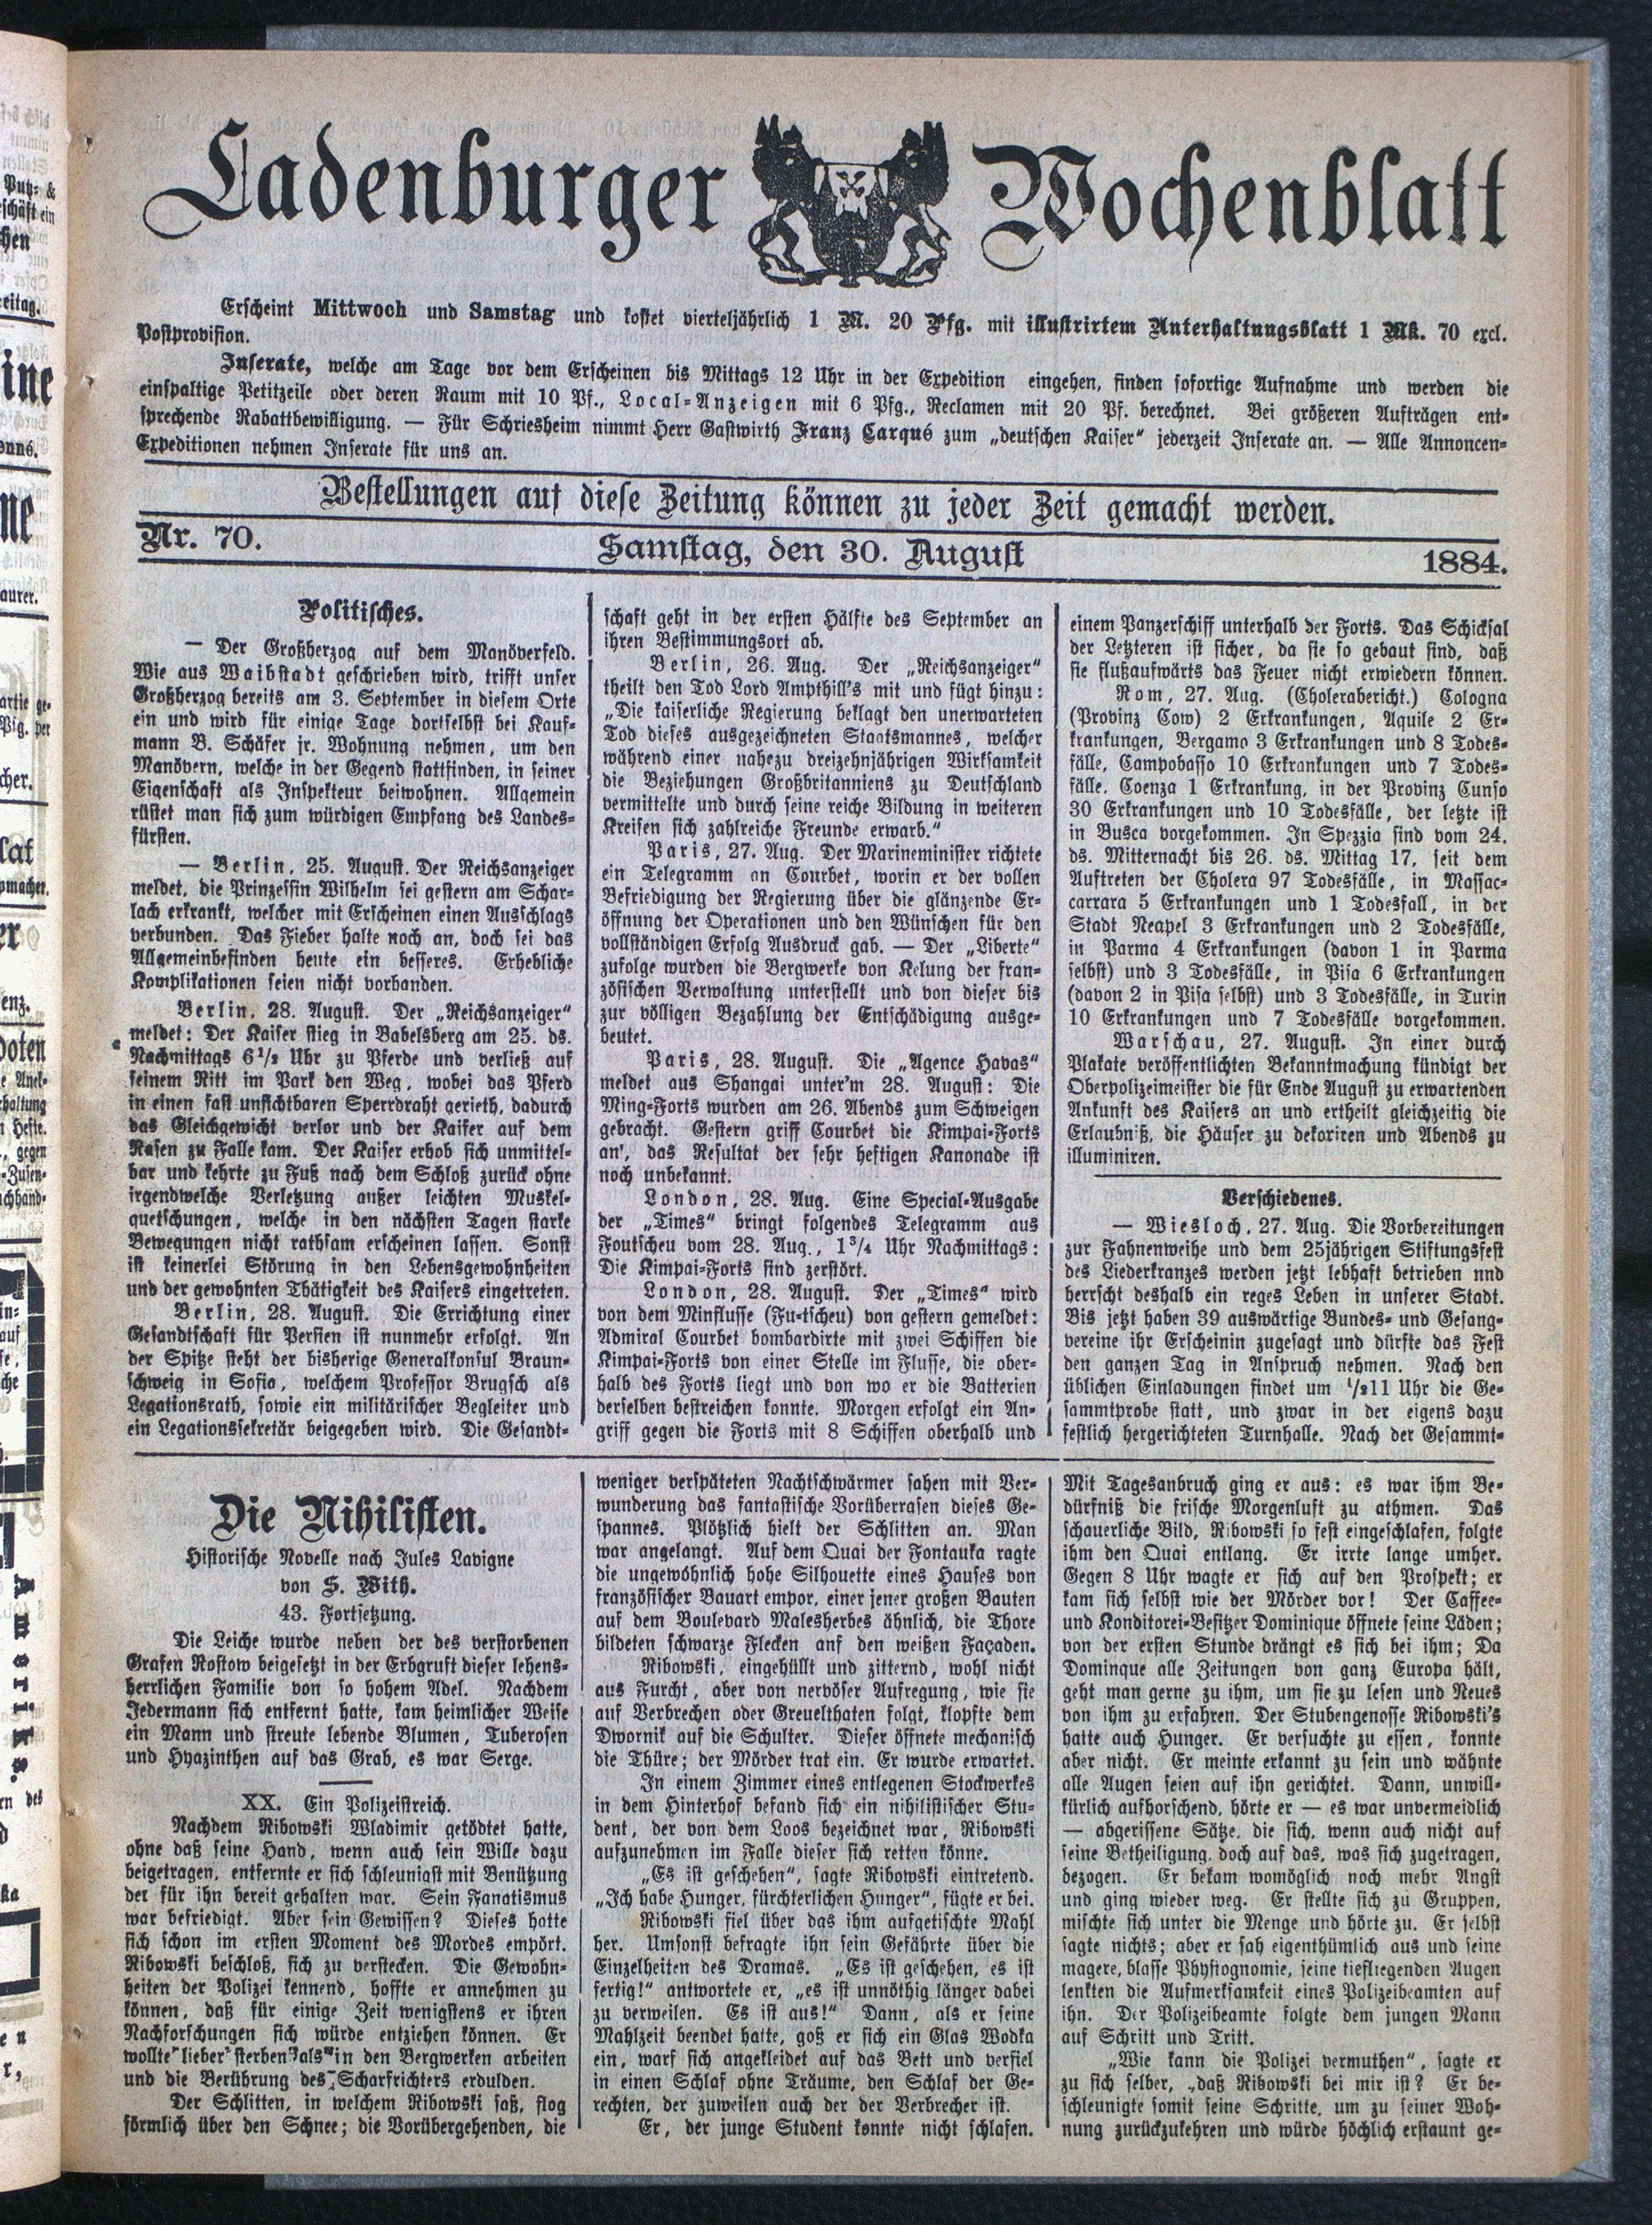 Ladenburger Wochenblatt
Erscheint Mittwoch und Samstag und kostet vierteljährlich 1 M. 20 Pfg. mit illustrirtem Unterhaltungsblatt 1 Mk. 70 excl.
Postprovision.
Inserate, welche am Tage vor dem Erscheinen bis Mittags 12 Uhr in der Expedition eingehen, finden sofortige Aufnahme und werden die
einspaltige Petitzeile oder deren Raum mit 10 Pf., Local-Anzeigen mit 6 Pfg., Reclamen mit 20 Pf. berechnet. Bei größeren Aufträgen ent-
sprechende Rabattbewilligung. — Für Schriesheim nimmt Herr Gastwirth Franz Carqué zum „deutschen Kaiser" jederzeit Inserate an. — Alle Annoncen-
Expeditionen nehmen Inserate für uns an.
Bestellungen auf diese Zeitung können zu jeder Zeit gemacht werden.
Nr. 70. Samstag, den 30. August 1884.
Politisches.
— Der Großherzog auf dem Manöverfeld.
Wie aus Waibstadt geschrieben wird, trifft unser
Großherzog bereits am 3. September in diesem Orte
ein und wird für einige Tage dortselbst bei Kauf-
mann B. Schäfer jr. Wohnung nehmen, um den
Manövern, welche in der Gegend stattfinden, in seiner
Eigenschaft als Inspekteur beiwohnen. Allgemein
rüstet man sich zum würdigen Empfang des Landes-
fürsten.
— Berlin, 25. August. Der Reichsanzeiger
meldet, die Prinzessin Wilhelm sei gestern am Schar-
lach erkrankt, welcher mit Erscheinen einen Ausschlags
verbunden. Das Fieber halte noch an, doch sei das
Allgemeinbefinden heute ein besseres. Erhebliche
Komplikationen seien nicht vorhanden.
Berlin, 28. August. Der „Reichsanzeiger"
meldet: Der Kaiser stieg in Babelsberg am 25. ds.
Nachmittags 6½ Uhr zu Pferde und verließ auf
seinem Ritt im Park den Weg, wobei das Pferd
in einen fast unsichtbaren Sperrdraht gerieth, dadurch
das Gleichgewicht verlor und der Kaiser auf dem
Rasen zu Falle kam. Der Kaiser erhob sich unmittel-
bar und kehrte zu Fuß nach dem Schloß zurück ohne
irgendwelche Verletzung außer leichten Muskel-
quetschungen, welche in den nächsten Tagen starke
Bewegungen nicht rathsam erscheinen lassen. Sonst
ist keinerlei Störung in den Lebensgewohnheiten
und der gewohnten Thätigkeit des Kaisers eingetreten.
Berlin, 28. August. Die Errichtung einer
Gesandtschaft für Persien ist nunmehr erfolgt. An
der Spitze steht der bisherige Generalkonsul Braun-
schweig in Sofia, welchem Professor Brugsch als
Legationsrath, sowie ein militärischer Begleiter und
ein Legationssekretär beigegeben wird. Die Gesandt-
schaft geht in der ersten Hälfte des September an
ihren Bestimmungsort ab.
Berlin, 26. Aug. Der „Reichsanzeiger"
theilt den Tod Lord Ampthill's mit und fügt hinzu:
„Die kaiserliche Regierung beklagt den unerwarteten
Tod dieses ausgezeichneten Staatsmannes, welcher
während einer nahezu dreizehnjährigen Wirksamkeit
die Beziehungen Großbritanniens zu Deutschland
vermittelte und durch seine reiche Bildung in weiteren
Kreisen sich zahlreiche Freunde erwarb."
Paris, 27. Aug. Der Marineminister richtete
ein Telegramm an Courbet, worin er der vollen
Befriedigung der Regierung über die glänzende Er-
öffnung der Operationen und den Wünschen für den
vollständigen Erfolg Ausdruck gab. — Der „Liberte"
zufolge wurden die Bergwerke von Kelung der fran-
zösischen Verwaltung unterstellt und von dieser bis
zur völligen Bezahlung der Entschädigung ausge-
beutet.
Paris, 28. August. Die „Agence Havas"
meldet aus Shangai unter'm 28. August: Die
Ming-Forts wurden am 26. Abends zum Schweigen
gebracht. Gestern griff Courbet die Kimpai-Forts
an', das Resultat der sehr heftigen Kanonade ist
noch unbekannt.
London, 28. Aug. Eine Special-Ausgabe
der „Times" bringt folgendes Telegramm aus
Foutscheu vom 28. Aug., 1¾ Uhr Nachmittags:
Die Kimpai-Forts sind zerstört.
London, 28. August. Der „Times" wird
von dem Minflusse (Fu-tscheu) von gestern gemeldet:
Admiral Courbet bombardirte mit zwei Schiffen die
Kimpai-Forts von einer Stelle im Flusse, die ober-
halb des Forts liegt und von wo er die Batterien
derselben bestreichen konnte. Morgen erfolgt ein An-
griff gegen die Forts mit 8 Schiffen oberhalb und
einem Panzerschiff unterhalb der Forts. Das Schicksal
der Letzteren ist sicher, da sie so gebaut sind, daß
sie flußaufwärts das Feuer nicht erwiedern können.
Rom, 27. Aug. (Cholerabericht.) Cologna
(Provinz Cow) 2 Erkrankungen, Aquile 2 Er-
krankungen, Bergamo 3 Erkrankungen und 8 Todes-
fälle, Campobasso 10 Erkrankungen und 7 Todes-
fälle, Coenza 1 Erkrankung, in der Provinz Cunso
30 Erkrankungen und 10 Todesfälle, der letzte ist
in Busca vorgekommen. In Spezzia sind vom 24.
ds. Mitternacht bis 26. ds. Mittag 17, seit dem
Auftreten der Cholera 97 Todesfälle, in Massac-
carrara 5 Erkrankungen und 1 Todesfall, in der
Stadt Neapel 3 Erkrankungen und 2 Todesfälle,
in Parma 4 Erkrankungen (davon 1 in Parma
selbst) und 3 Todesfälle, in Pisa 6 Erkrankungen
(davon 2 in Pisa selbst) und 3 Todesfälle, in Turin
10 Erkrankungen und 7 Todesfälle vorgekommen.
Warschau, 27. August. In einer durch
Plakate veröffentlichten Bekanntmachung kündigt der
Oberpolizeimeister die für Ende August zu erwartenden
Ankunft des Kaisers an und ertheilt gleichzeitig die
Erlaubniß, die Häuser zu dekoriren und Abends zu
illuminiren.
Verschiedenes.
— Wiesloch, 27. Aug. Die Vorbereitungen
zur Fahnenweihe und dem 25jährigen Stiftungsfest
des Liederkranzes werden jetzt lebhaft betrieben nnd
herrscht deshalb ein reges Leben in unserer Stadt.
Bis jetzt haben 39 auswärtige Bundes- und Gesang-
vereine ihr Erscheinin zugesagt und dürfte das Fest
den ganzen Tag in Anspruch nehmen. Nach den
üblichen Einladungen findet um ½11 Uhr die Ge-
sammtprobe statt, und zwar in der eigens dazu
festlich hergerichteten Turnhalle. Nach der Gesammt-
Die Nihilisten.
Historische Novelle nach Jules Lavigne
von S. With.
43. Fortsetzung.
Die Leiche wurde neben der des verstorbenen
Grafen Rostow beigesetzt in der Erbgruft dieser lehens-
herrlichen Familie von so hohem Adel. Nachdem
Jedermann sich entfernt hatte, kam heimlicher Weise
ein Mann und streute lebende Blumen, Tuberosen
und Hyazinthen auf das Grab, es war Serge.
XX. Ein Polizeistreich.
Nachdem Ribowski Wladimir getödtet hatte,
ohne daß seine Hand, wenn auch sein Wille dazu
beigetragen, entfernte er sich schleunigst mit Benützung
der für ihn bereit gehalten war. Sein Fanatismus
war befriedigt. Aber sein Gewissen? Dieses hatte
sich schon im ersten Moment des Mordes empört.
Ribowski beschloß, sich zu verstecken. Die Gewohn-
heiten der Polizei kennend, hoffte er annehmen zu
können, daß für einige Zeit wenigstens er ihren
Nachforschungen sich würde entziehen können. Er
wollte lieber sterben als in den Bergwerken arbeiten
und die Berührung des Scharfrichters erdulden.
Der Schlitten, in welchem Ribowski saß, flog
förmlich über den Schnee; die Vorübergehenden, die
weniger verspäteten Nachtschwärmer sahen mit Ver-
wunderung das fantastische Vorüberrasen dieses Ge-
spannes. Plötzlich hielt der Schlitten an. Man
war angelangt. Auf dem Quai der Fontauka ragte
die ungewöhnlich hohe Silhouette eines Hauses von
französischer Bauart empor, einer jener großen Bauten
auf dem Boulevard Malesherbes ähnlich, die Thore
bildeten schwarze Flecken auf den weißen Façaden.
Ribowski, eingehüllt und zitternd, wohl nicht
aus Furcht, aber von nervöser Aufregung, wie sie
auf Verbrechen oder Greuelthaten folgt, klopfte dem
Dwornik auf die Schulter. Dieser öffnete mechanisch
die Thüre; der Mörder trat ein. Er wurde erwartet.
In einem Zimmer eines entlegenen Stockwerkes
in dem Hinterhof befand sich ein nihilistischer Stu-
dent, der von dem Loos bezeichnet war, Ribowski
aufzunehmen im Falle dieser sich retten könne.
„Es ist geschehen", sagte Ribowski eintretend.
„Ich habe Hunger, fürchterlichen Hunger", fügte er bei.
Ribowski fiel über das ihm aufgetischte Mahl
her. Umsonst befragte ihn sein Gefährte über die
Einzelheiten des Dramas. „Es ist geschehen, es ist
fertig!" antwortete er, „es ist unnöthig länger dabei
zu verweilen. Es ist aus!" Dann, als er seine
Mahlzeit beendet hatte, goß er sich ein Glas Wodka
ein, warf sich angekleidet auf das Bett und verfiel
in einen Schlaf ohne Träume, den Schlaf der Ge-
rechten, der zuweilen auch der der Verbrecher ist.
Er, der junge Student konnte nicht schlafen.
Mit Tagesanbruch ging er aus: es war ihm Be-
dürfniß die frische Morgenluft zu athmen. Das
schauerliche Bild, Ribowski so fest eingeschlafen, folgte
ihm den Quai entlang. Er irrte lange umher.
Gegen 8 Uhr wagte er sich auf den Prospekt; er
kam sich selbst wie der Mörder vor! Der Caffee-
und Konditorei-Besitzer Dominique öffnete seine Läden;
von der ersten Stunde drängt es sich bei ihm; Da
Dominque alle Zeitungen von ganz Europa hält,
geht man gerne zu ihm, um sie zu lesen und Neues
von ihm zu erfahren. Der Stubengenosse Ribowski's
hatte auch Hunger. Er versuchte zu essen, konnte
aber nicht. Er meinte erkannt zu sein und wähnte
alle Augen seien auf ihn gerichtet. Dann, unwill-
kürlich aufhorschend, hörte er — es war unvermeidlich
— abgerissene Sätze, die sich, wenn auch nicht auf
seine Betheiligung, doch auf das, was sich zugetragen,
bezogen. Er bekam womöglich noch mehr Angst
und ging wieder weg. Er stellte sich zu Gruppen,
mischte sich unter die Menge und hörte zu. Er selbst
sagte nichts; aber er sah eigenthümlich aus und seine
magere, blasse Physiognomie, seine tiefliegenden Augen
lenkten die Aufmerksamkeit eines Polizeibeamten auf
ihn. Der Polizeibeamte folgte dem jungen Mann
auf Schritt und Tritt.
„Wie kann die Polizei vermuthen", sagte er
zu sich selber, „daß Ribowski bei mir ist? Er be-
schleunigte somit seine Schritte, um zu seiner Woh-
nung zurückzukehren und würde höchlich erstaunt ge-